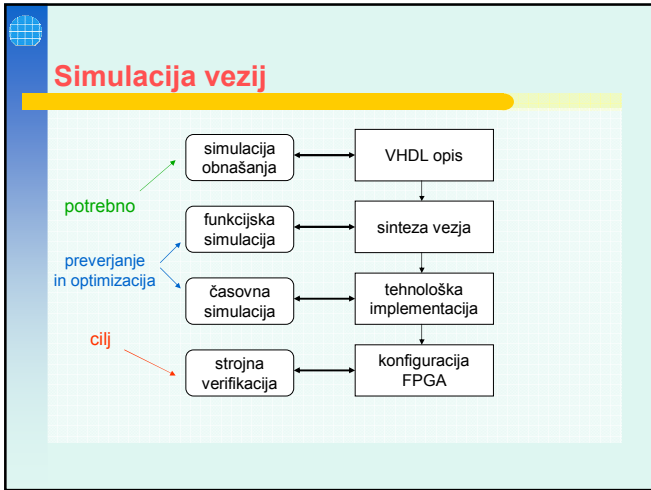 Simulacija vezij
simulacija
obnašanja
VHDL opis
potrebno
funkcijska
simulacija
sinteza vezja
preverjanje
in optimizacija
časovna
simulacija
tehnološka
implementacija
cilj
strojna
verifikacija
konfiguracija
FPGA